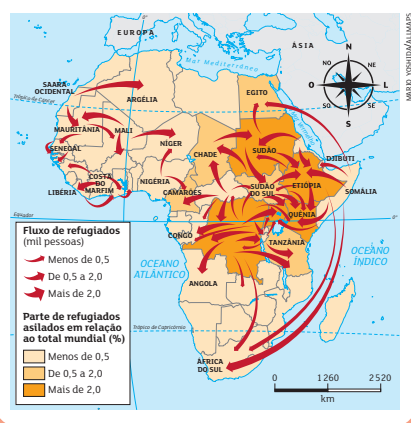 EUROPA
ÁSIA
MARIO YOSHIDA/ALLMAPS
Mar Mediterrâneo
0°
N
NO
NE
O
L
SO
SE
S
SAARA
OCIDENTAL
ARGÉLIA
EGITO
Trópico de Câncer
MAURITÂNIA
MALI
NÍGER
CHADE
SUDÃO
DJIBUTI
SENEGAL
COSTA
DO
MARFIM
LIBÉRIA
NIGÉRIA
CAMARÕES
SUDÃO
DO SUL
ETIÓPIA
SOMÁLIA
Equador
0°
QUÊNIA
CONGO
TANZÂNIA
OCEANO
ATLÂNTICO
OCEANO
ÍNDICO
ANGOLA
Trópico de Capricórnio
ÁFRICA
DO SUL
Fluxo de refugiados
(mil pessoas)
Menos de 0,5
De 0,5 a 2,0
Mais de 2,0
Parte de refugiados
asilados em relação
ao total mundial (%)
Menos de 0,5
De 0,5 a 2,0
Mais de 2,0
0 1260 2520
km